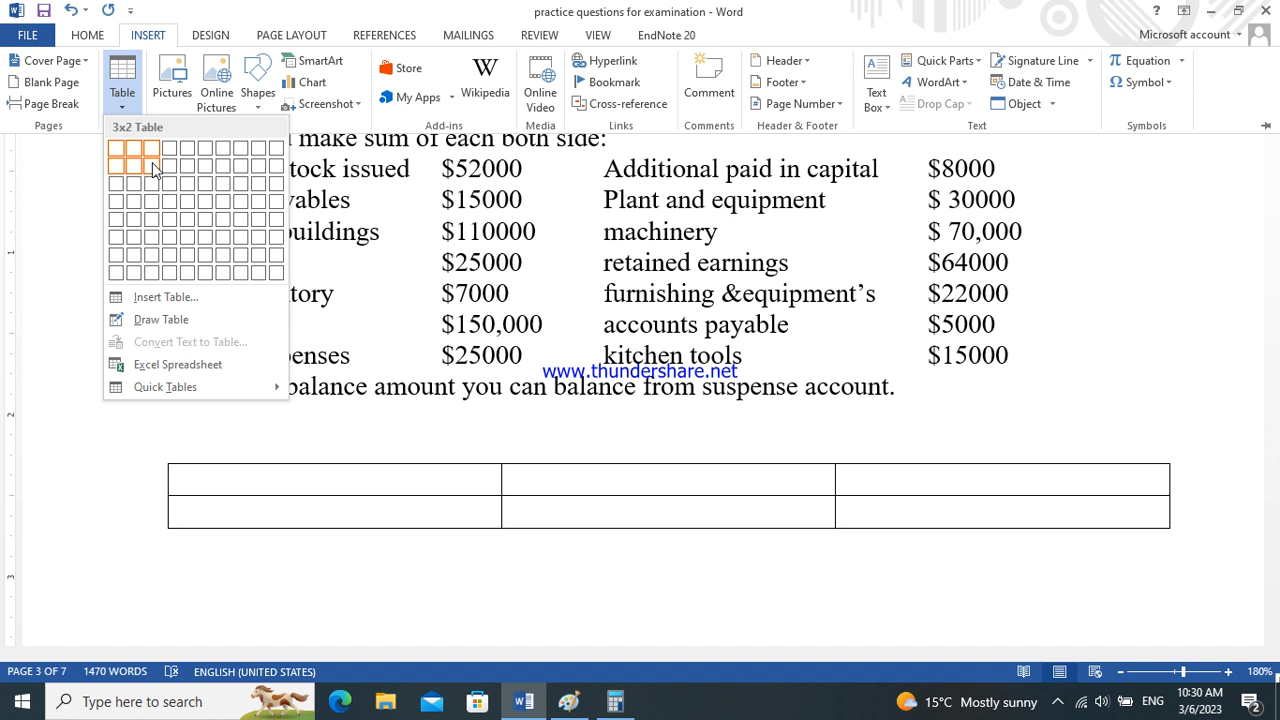 practice questions for examination - Word
FILE HOME INSERT DESIGN PAGE LAYOUT REFERENCES MAILINGS REVIEW VIEW EndNote 20 Microsoft account
Cover Page
Blank Page
Page Break
Pages
Table
Pictures
Online Pictures
Shapes
SmartArt
Chart
Screenshot
Store
My Apps
Wikipedia
Add-ins
Online Video
Media
Hyperlink
Bookmark
Cross-reference
Links
Comment
Comments
Header
Footer
Page Number
Header & Footer
Text Box
Quick Parts
WordArt
Drop Cap
Signature Line
Date & Time
Object
Text
Equation
Symbol
Symbols
3x2 Table
Insert Table...
Draw Table
Convert Text to Table...
Excel Spreadsheet
Quick Tables
make sum of each both side:
tock issued $52000 Additional paid in capital $8000
yables $15000 Plant and equipment $ 30000
buildings $110000 machinery $ 70,000
$25000 retained earnings $64000
tory $7000 furnishing &equipment’s $22000
$150,000 accounts payable $5000
penses $25000 kitchen tools $15000
www.thundershare.net
balance amount you can balance from suspense account.
1
2
3
PAGE 3 OF 7 1470 WORDS ENGLISH (UNITED STATES) 180%
Type here to search
15°C Mostly sunny
ENG
10:30 AM
3/6/2023
2